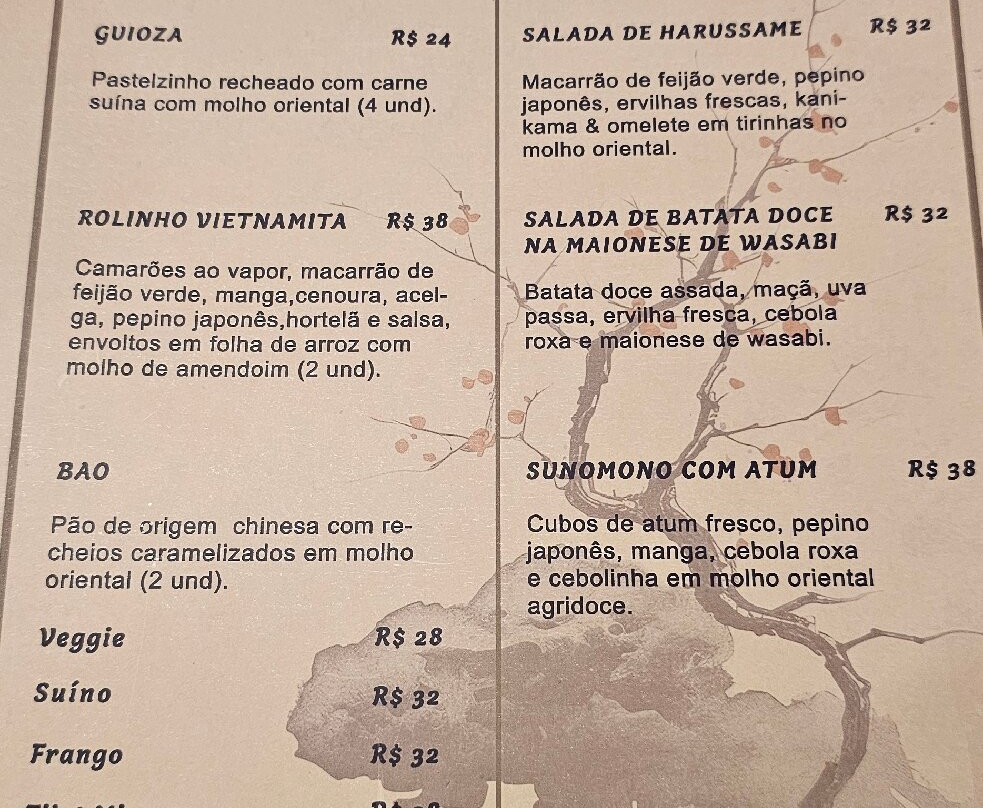 GUIOZA R$ 24
Pastelzinho recheado com carne
suína com molho oriental (4 und).
ROLINHO VIETNAMITA R$ 38
Camarões ao vapor, macarrão de
feijão verde, manga,cenoura, acel-
ga, pepino japonês,hortelã e salsa,
envoltos em folha de arroz com
molho de amendoim (2 und).
BAO
Pão de origem chinesa com re-
cheios caramelizados em molho
oriental (2 und).
Veggie R$ 28
Suíno R$ 32
Frango R$ 32
SALADA DE HARUSSAME R$ 32
Macarrão de feijão verde, pepino
japonês, ervilhas frescas, kani-
kama & omelete em tirinhas no
molho oriental.
SALADA DE BATATA DOCE R$ 32
NA MAIONESE DE WASABI
Batata doce assada, maçã, uva
passa, ervilha fresca, cebola
roxa e maionese de wasabi.
SUNOMONO COM ATUM R$ 38
Cubos de atum fresco, pepino
japonês, manga, cebola roxa
e cebolinha em molho oriental
agridoce.